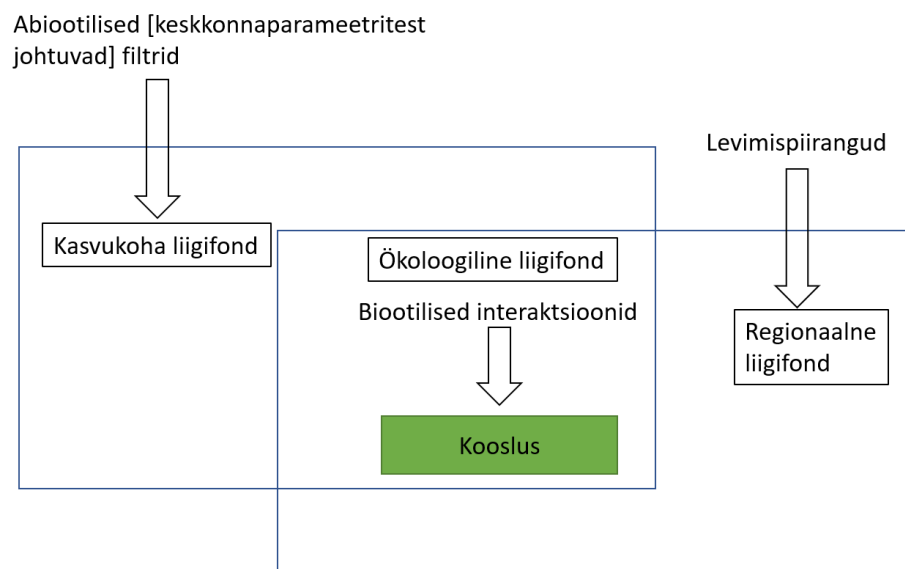 Abiootilised [keskkonnaparameetritest
johtuvad] filtrid
Levimispiirangud
Kasvukoha liigifond
Ökoloogiline liigifond
Biootilised interaktsioonid
Regionaalne
liigifond
Kooslus